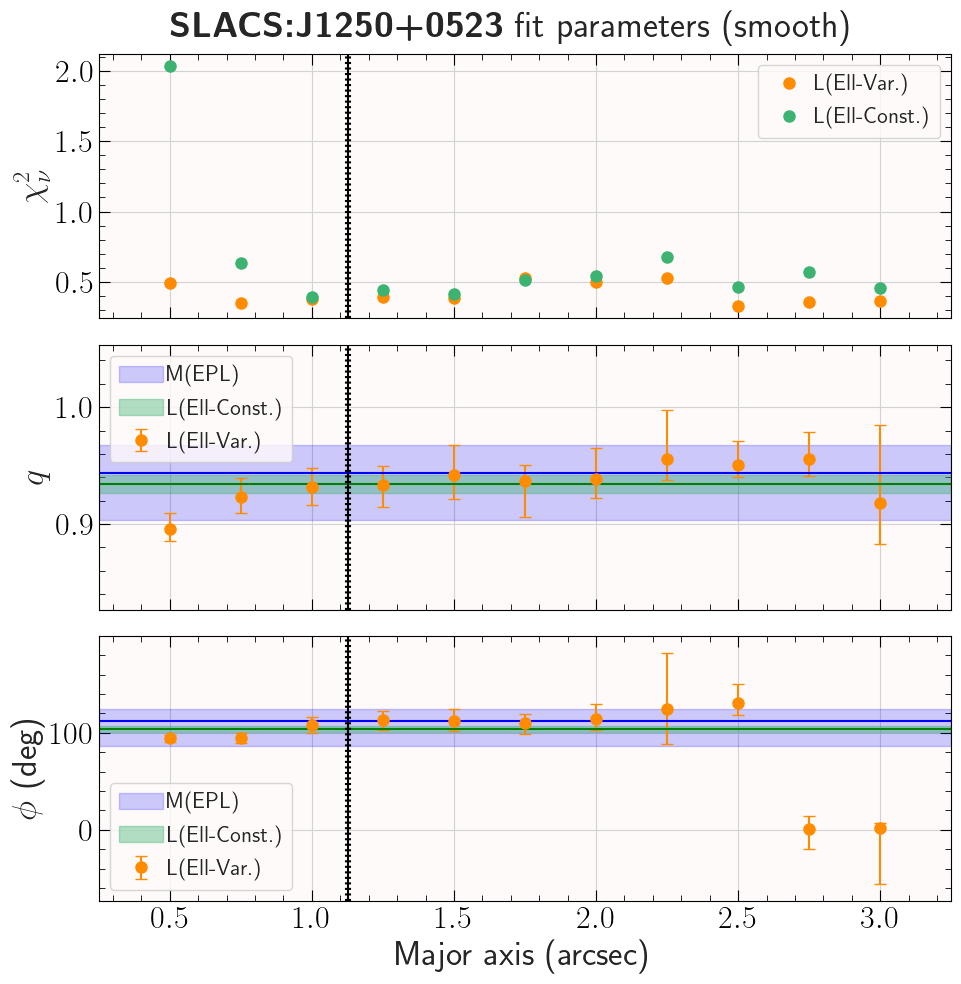 SLACS:J1250+0523 fit parameters (smooth)
2.0
1.5
1.0
0.5
χ²ᵥ
L(Ell-Var.)
L(Ell-Const.)
1.0
0.9
q
M(EPL)
L(Ell-Const.)
L(Ell-Var.)
100
0
ϕ (deg)
M(EPL)
L(Ell-Const.)
L(Ell-Var.)
0.5 1.0 1.5 2.0 2.5 3.0
Major axis (arcsec)